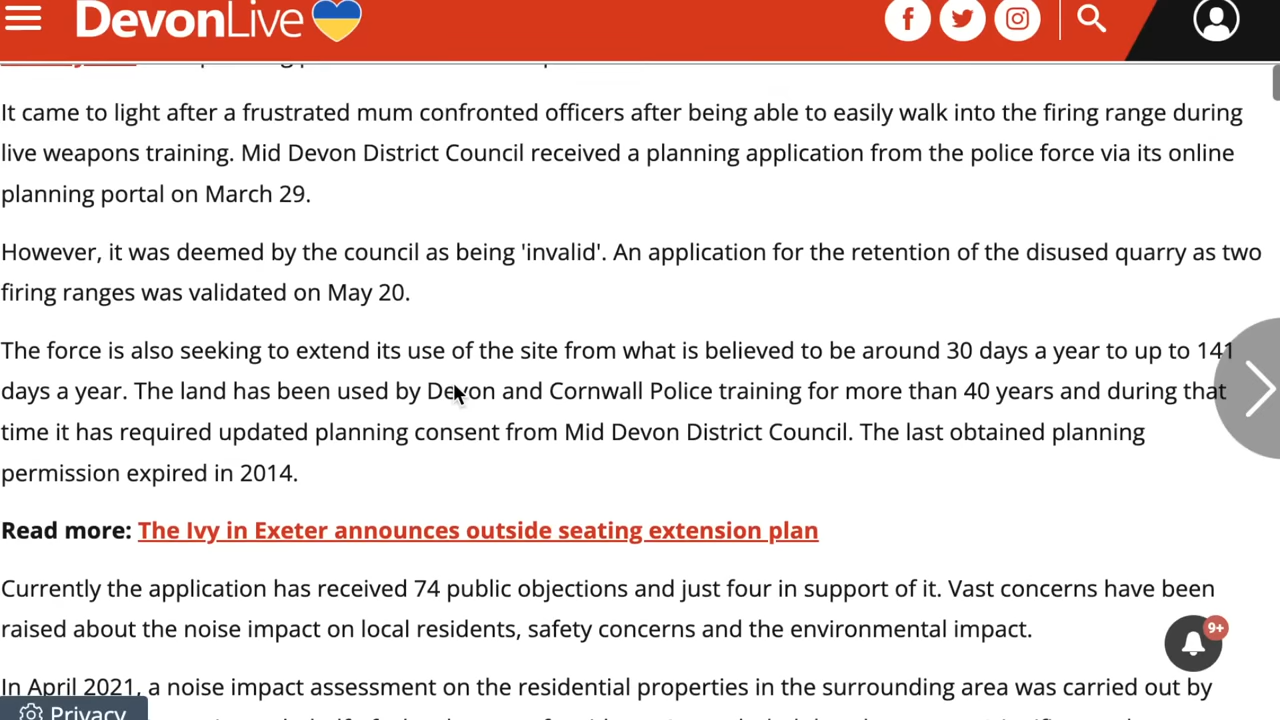 DevonLive
It came to light after a frustrated mum confronted officers after being able to easily walk into the firing range during
live weapons training. Mid Devon District Council received a planning application from the police force via its online
planning portal on March 29.
However, it was deemed by the council as being 'invalid'. An application for the retention of the disused quarry as two
firing ranges was validated on May 20.
The force is also seeking to extend its use of the site from what is believed to be around 30 days a year to up to 141
days a year. The land has been used by Devon and Cornwall Police training for more than 40 years and during that
time it has required updated planning consent from Mid Devon District Council. The last obtained planning
permission expired in 2014.
Read more: The Ivy in Exeter announces outside seating extension plan
Currently the application has received 74 public objections and just four in support of it. Vast concerns have been
raised about the noise impact on local residents, safety concerns and the environmental impact.
9+
In April 2021, a noise impact assessment on the residential properties in the surrounding area was carried out by
Privacy